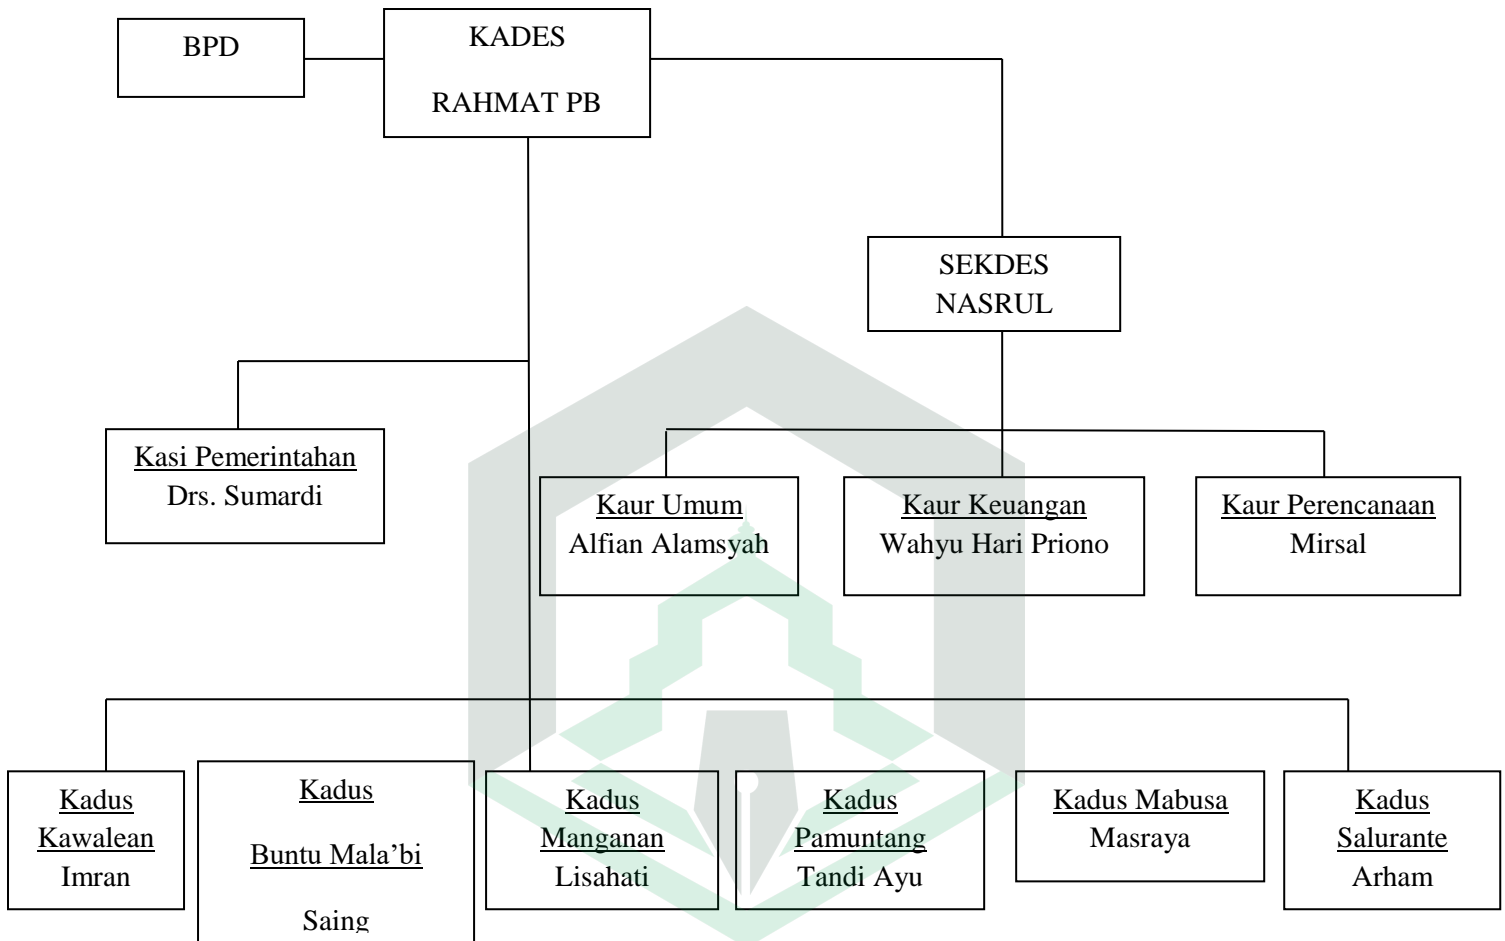 BPD
KADES
RAHMAT PB
SEKDES
NASRUL
Kasi Pemerintahan
Drs. Sumardi
Kaur Umum
Alfian Alamsyah
Kaur Keuangan
Wahyu Hari Priono
Kaur Perencanaan
Mirsal
Kadus
Kawalean
Imran
Kadus
Buntu Mala’bi
Saing
Kadus
Manganan
Lisahati
Kadus
Pamuntang
Tandi Ayu
Kadus Mabusa
Masraya
Kadus
Salurante
Arham